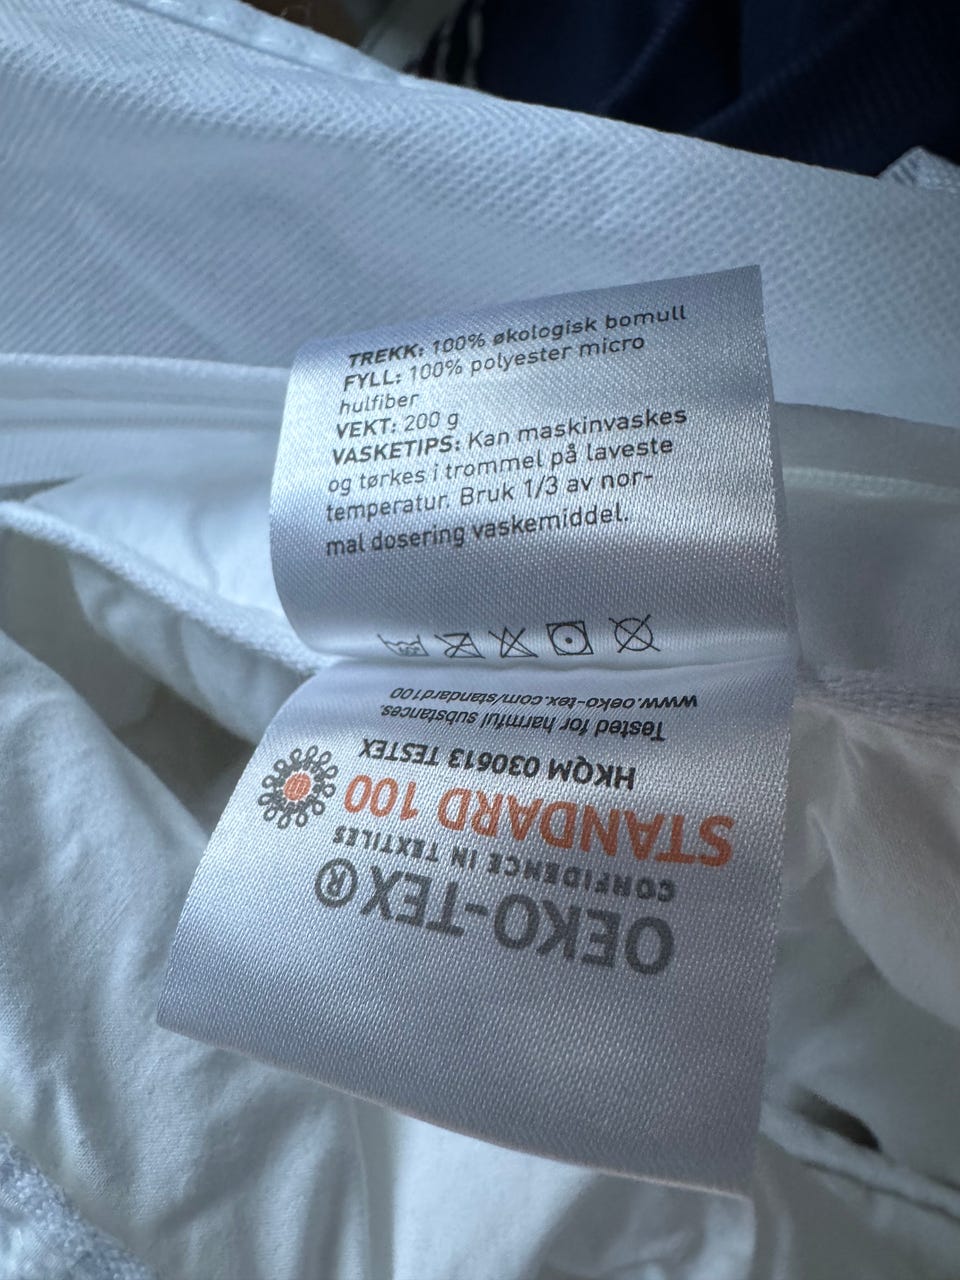 TREKK: 100% økologisk bomull
FYLL: 100% polyester micro
hulfiber
VEKT: 200 g
VASKETIPS: Kan maskinvaskes
og tørkes i trommel på laveste
temperatur. Bruk 1/3 av nor-
mal dosering vaskemiddel.
OEKO-TEX®
CONFIDENCE IN TEXTILES
STANDARD 100
HKQM 030613 TESTEX
Tested for harmful substances.
www.oeko-tex.com/standard100